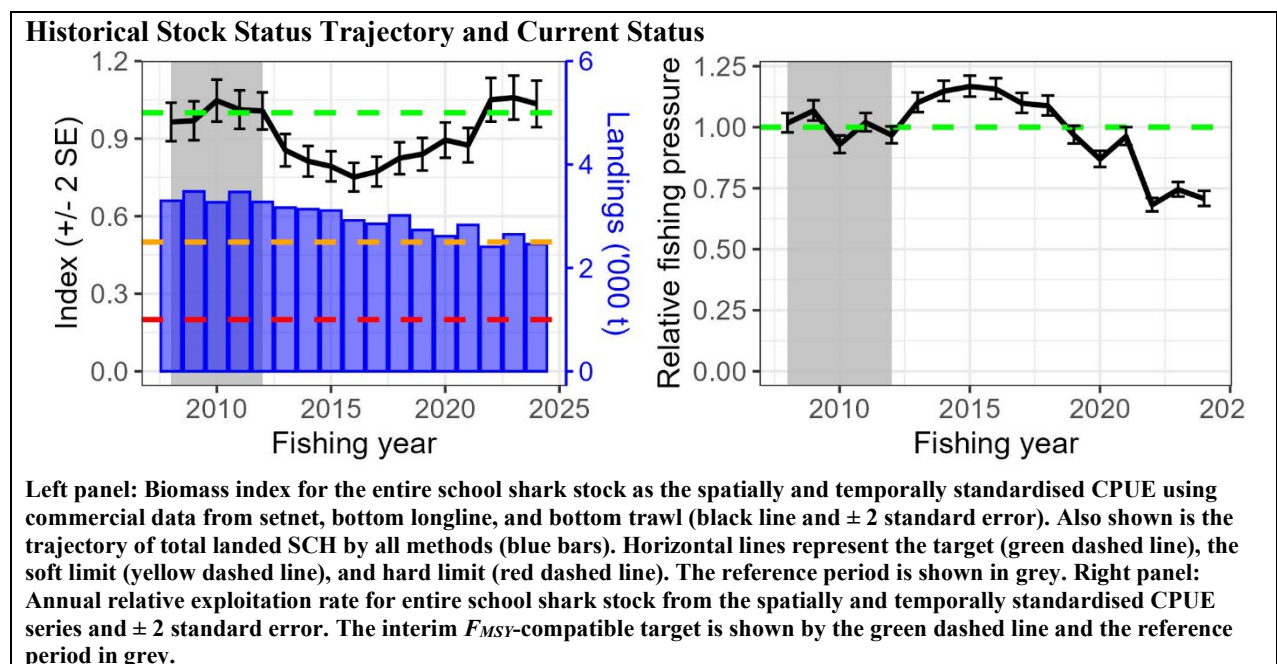 Historical Stock Status Trajectory and Current Status
Index (+/- 2 SE)
1.2
0.9
0.6
0.3
0.0
6
4
2
0
Landings ('000 t)
2010
2015
2020
2025
Fishing year
Relative fishing pressure
1.25
1.00
0.75
0.50
0.25
0.00
2010
2015
2020
202
Fishing year
Left panel: Biomass index for the entire school shark stock as the spatially and temporally standardised CPUE using
commercial data from setnet, bottom longline, and bottom trawl (black line and ± 2 standard error). Also shown is the
trajectory of total landed SCH by all methods (blue bars). Horizontal lines represent the target (green dashed line), the
soft limit (yellow dashed line), and hard limit (red dashed line). The reference period is shown in grey. Right panel:
Annual relative exploitation rate for entire school shark stock from the spatially and temporally standardised CPUE
series and ± 2 standard error. The interim FMSY-compatible target is shown by the green dashed line and the reference
period in grey.